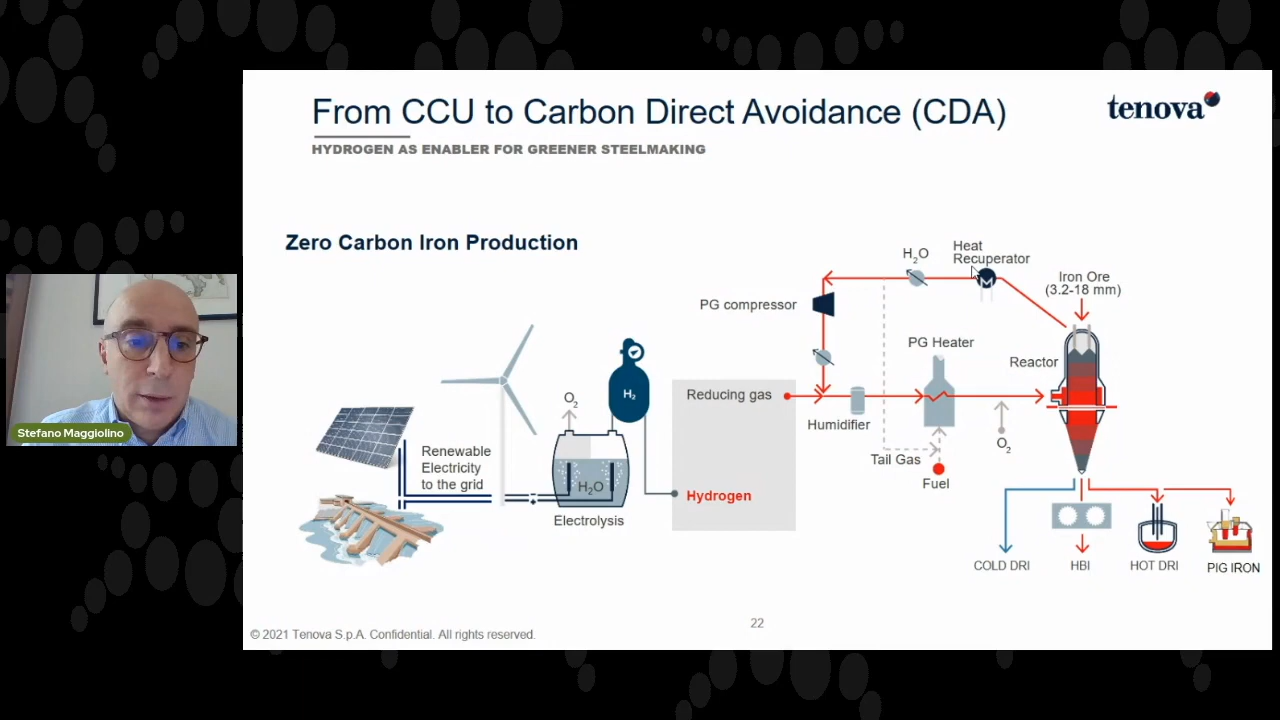 From CCU to Carbon Direct Avoidance (CDA)
tenova
HYDROGEN AS ENABLER FOR GREENER STEELMAKING
Zero Carbon Iron Production
H2O
Heat
Recuperator
Iron Ore
(3.2-18 mm)
PG compressor
PG Heater
Reactor
O2
H2
Reducing gas
Humidifier
Stefano Maggiolino
Renewable
Electricity
to the grid
O2
Tail Gas
H2O
Fuel
Hydrogen
Electrolysis
COLD DRI
HBI
HOT DRI
PIG IRON
22
© 2021 Tenova S.p.A. Confidential. All rights reserved.